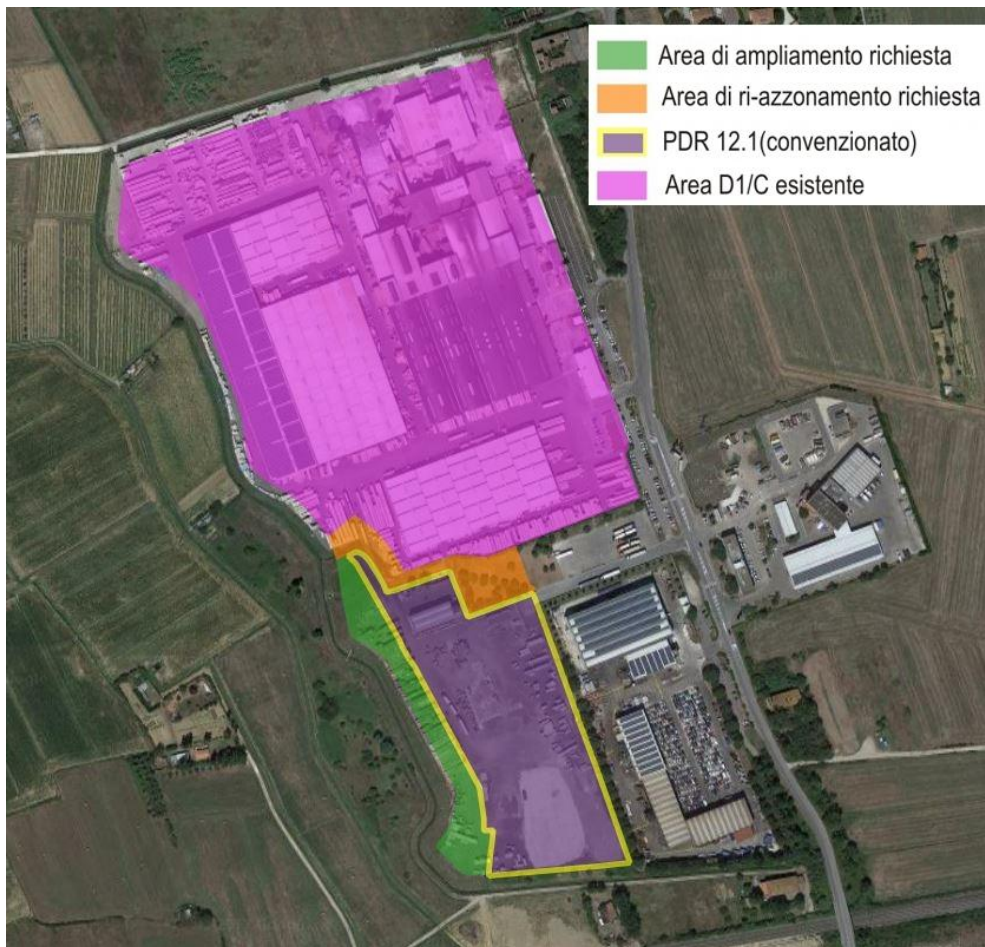 Area di ampliamento richiesta
Area di ri-azzonamento richiesta
PDR 12.1(convenzionato)
Area D1/C esistente